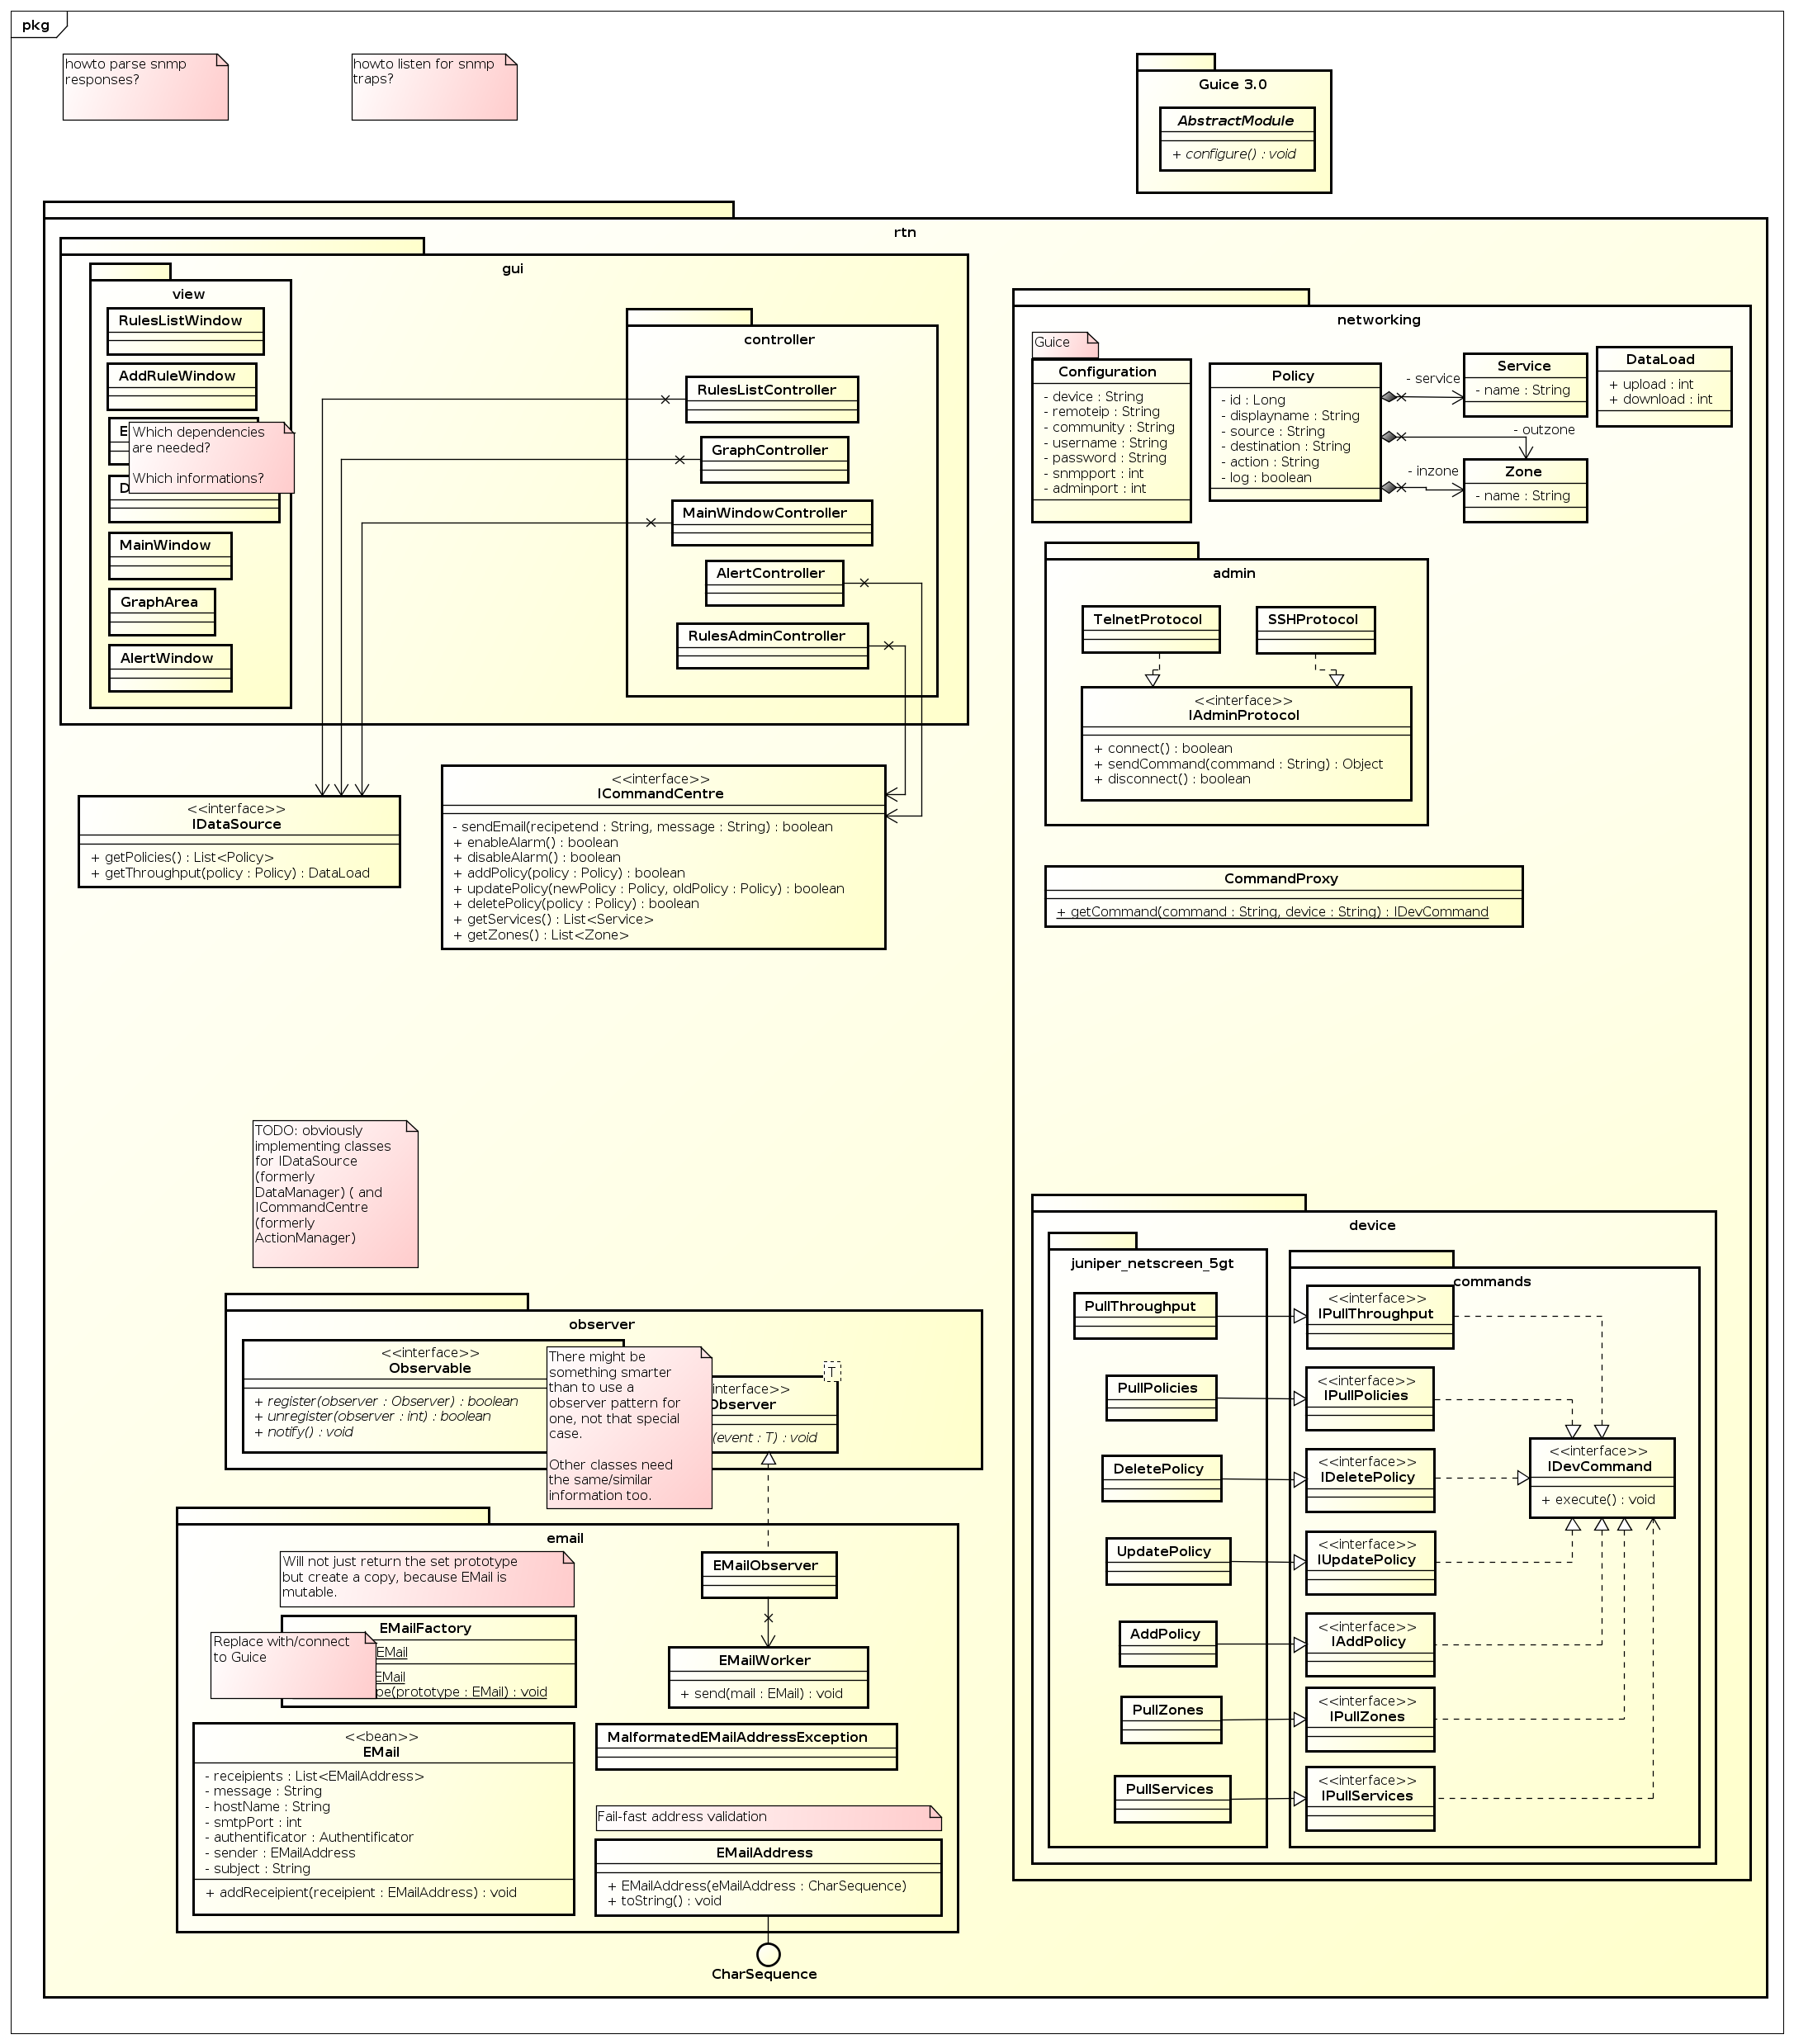 pkg
howto parse snmp
responses?
howto listen for snmp
traps?
Guice 3.0
AbstractModule
+ configure() : void
rtn
gui
view
RulesListWindow
AddRuleWindow
E
Which dependencies
are needed?
Which informations?
D
MainWindow
GraphArea
AlertWindow
controller
RulesListController
GraphController
MainWindowController
AlertController
RulesAdminController
<<interface>>
IDataSource
+ getPolicies() : List<Policy>
+ getThroughput(policy : Policy) : DataLoad
<<interface>>
ICommandCentre
- sendEmail(recipetend : String, message : String) : boolean
+ enableAlarm() : boolean
+ disableAlarm() : boolean
+ addPolicy(policy : Policy) : boolean
+ updatePolicy(newPolicy : Policy, oldPolicy : Policy) : boolean
+ deletePolicy(policy : Policy) : boolean
+ getServices() : List<Service>
+ getZones() : List<Zone>
networking
Guice
Configuration
- device : String
- remoteip : String
- community : String
- username : String
- password : String
- snmpport : int
- adminport : int
Policy
- id : Long
- displayname : String
- source : String
- destination : String
- action : String
- log : boolean
- service
- outzone
- inzone
Service
- name : String
Zone
- name : String
DataLoad
+ upload : int
+ download : int
admin
TelnetProtocol
SSHProtocol
<<interface>>
IAdminProtocol
+ connect() : boolean
+ sendCommand(command : String) : Object
+ disconnect() : boolean
CommandProxy
+ getCommand(command : String, device : String) : IDevCommand
TODO: obviously
implementing classes
for IDataSource
(formerly
DataManager) ( and
ICommandCentre
(formerly
ActionManager)
observer
<<interface>>
Observable
+ register(observer : Observer) : boolean
+ unregister(observer : int) : boolean
+ notify() : void
There might be
something smarter
than to use a
observer pattern for
one, not that special
case.
Other classes need
the same/similar
information too.
T
interface>>
Observer
(event : T) : void
email
Will not just return the set prototype
but create a copy, because EMail is
mutable.
EMailFactory
EMail
EMail
pe(prototype : EMail) : void
Replace with/connect
to Guice
EMailObserver
EMailWorker
+ send(mail : EMail) : void
MalformatedEMailAddressException
<<bean>>
EMail
- receipients : List<EMailAddress>
- message : String
- hostName : String
- smtpPort : int
- authentificator : Authentificator
- sender : EMailAddress
- subject : String
+ addReceipient(receipient : EMailAddress) : void
Fail-fast address validation
EMailAddress
+ EMailAddress(eMailAddress : CharSequence)
+ toString() : void
CharSequence
device
juniper_netscreen_5gt
PullThroughput
PullPolicies
DeletePolicy
UpdatePolicy
AddPolicy
PullZones
PullServices
commands
<<interface>>
IPullThroughput
<<interface>>
IPullPolicies
<<interface>>
IDeletePolicy
<<interface>>
IUpdatePolicy
<<interface>>
IAddPolicy
<<interface>>
IPullZones
<<interface>>
IPullServices
<<interface>>
IDevCommand
+ execute() : void